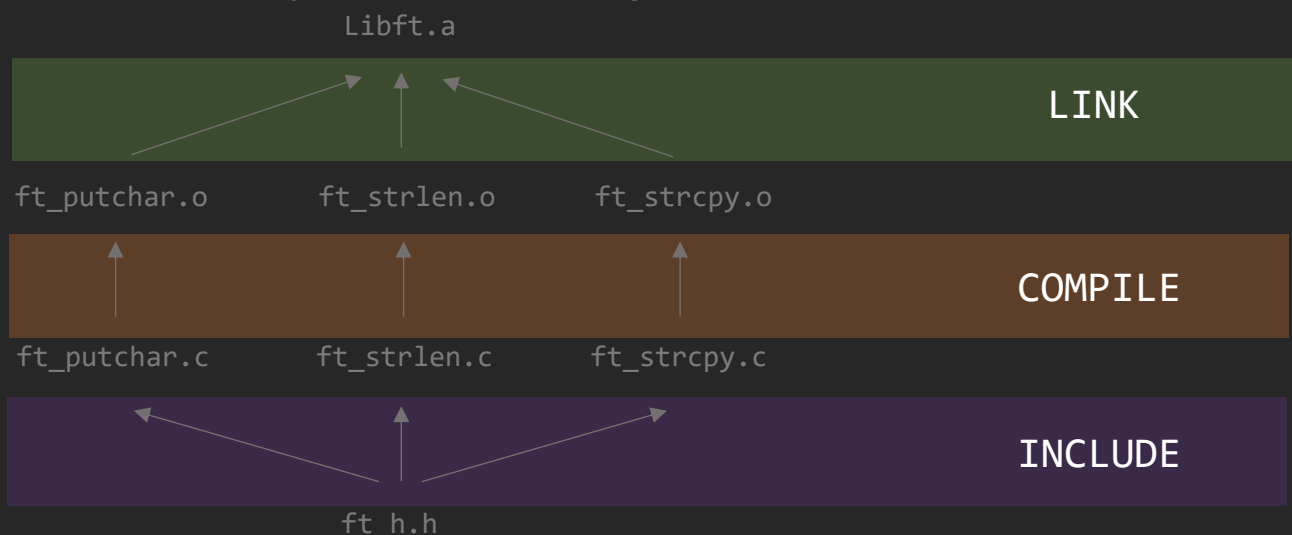 Libft.a
LINK
ft_putchar.o ft_strlen.o ft_strcpy.o
COMPILE
ft_putchar.c ft_strlen.c ft_strcpy.c
INCLUDE
ft h.h